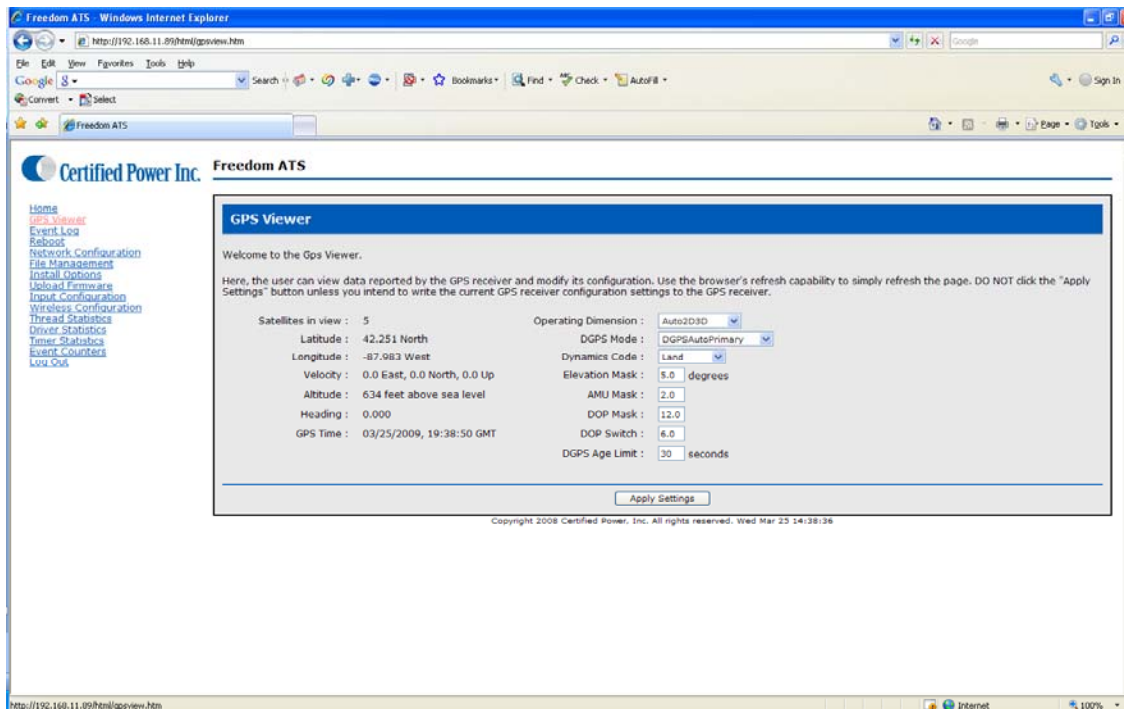 Freedom ATS - Windows Internet Explorer
http://192.168.11.89/html/gpsview.htm
Google
File Edit View Favorites Tools Help
Google
Search
Bookmarks
Find
Check
AutoFill
Sign In
Convert
Select
Freedom ATS
Page
Tools
Certified Power Inc.
Freedom ATS
Home
GPS Viewer
Event Log
Reboot
Network Configuration
File Management
Install Options
Upload Firmware
Input Configuration
Wireless Configuration
Thread Statistics
Driver Statistics
Timer Statistics
Event Counters
Log Out
GPS Viewer
Welcome to the Gps Viewer.
Here, the user can view data reported by the GPS receiver and modify its configuration. Use the browser's refresh capability to simply refresh the page. DO NOT click the "Apply
Settings" button unless you intend to write the current GPS receiver configuration settings to the GPS receiver.
Satellites in view : 5
Latitude : 42.251 North
Longitude : -87.983 West
Velocity : 0.0 East, 0.0 North, 0.0 Up
Altitude : 634 feet above sea level
Heading : 0.000
GPS Time : 03/25/2009, 19:38:50 GMT
Operating Dimension : Auto2D3D
DGPS Mode : DGPSAutoPrimary
Dynamics Code : Land
Elevation Mask : 5.0 degrees
AMU Mask : 2.0
DOP Mask : 12.0
DOP Switch : 6.0
DGPS Age Limit : 30 seconds
Apply Settings
Copyright 2008 Certified Power, Inc. All rights reserved. Wed Mar 25 14:38:36
http://192.168.11.89/html/gpsview.htm
Internet
100%